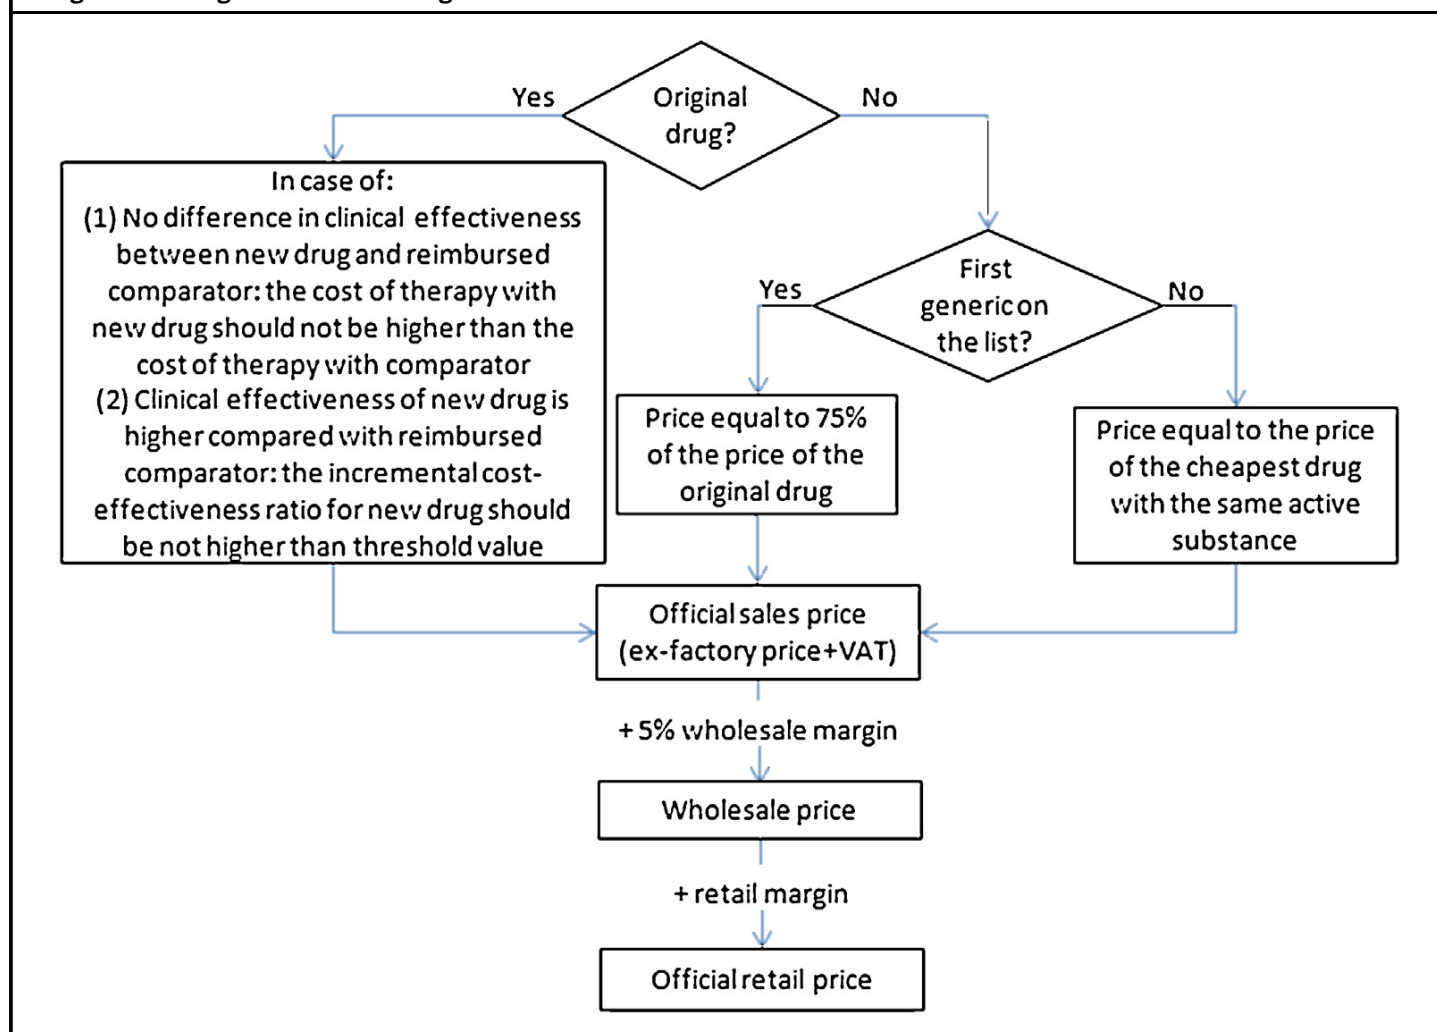 Original
drug?
Yes
No
In case of:
(1) No difference in clinical effectiveness
between new drug and reimbursed
comparator: the cost of therapy with
new drug should not be higher than the
cost of therapy with comparator
(2) Clinical effectiveness of new drug is
higher compared with reimbursed
comparator: the incremental cost-
effectiveness ratio for new drug should
be not higher than threshold value
First
generic on
the list?
Yes
No
Price equal to 75%
of the price of the
original drug
Price equal to the price
of the cheapest drug
with the same active
substance
Official sales price
(ex-factory price+VAT)
+ 5% wholesale margin
Wholesale price
+ retail margin
Official retail price